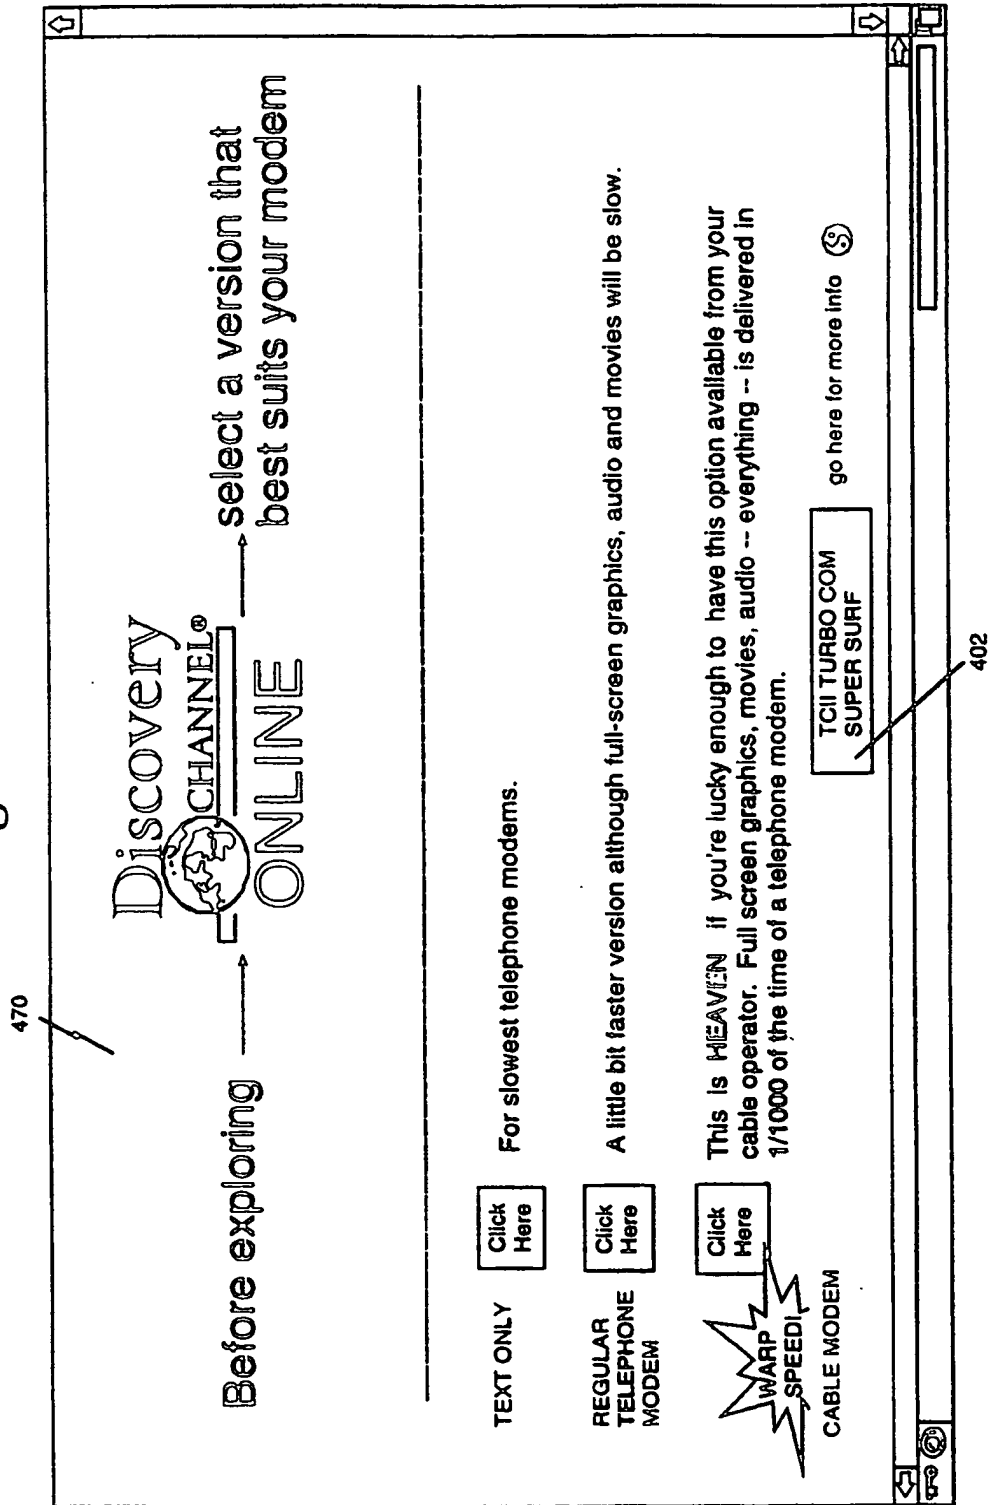 470
Before exploring
Discovery
CHANNEL®
ONLINE
select a version that
best suits your modem
TEXT ONLY
Click
Here
For slowest telephone modems.
REGULAR
TELEPHONE
MODEM
Click
Here
A little bit faster version although full-screen graphics, audio and movies will be slow.
WARP
SPEED!
CABLE MODEM
Click
Here
This is HEAVEN if you're lucky enough to have this option available from your
cable operator. Full screen graphics, movies, audio -- everything -- is delivered in
1/1000 of the time of a telephone modem.
TCII TURBO COM
SUPER SURF
go here for more info
402